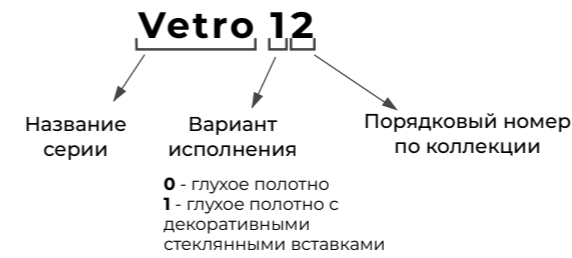 Vetro 12
Название
серии
Вариант
исполнения
Порядковый номер
по коллекции
0 - глухое полотно
1 - глухое полотно с
декоративными
стеклянными вставками